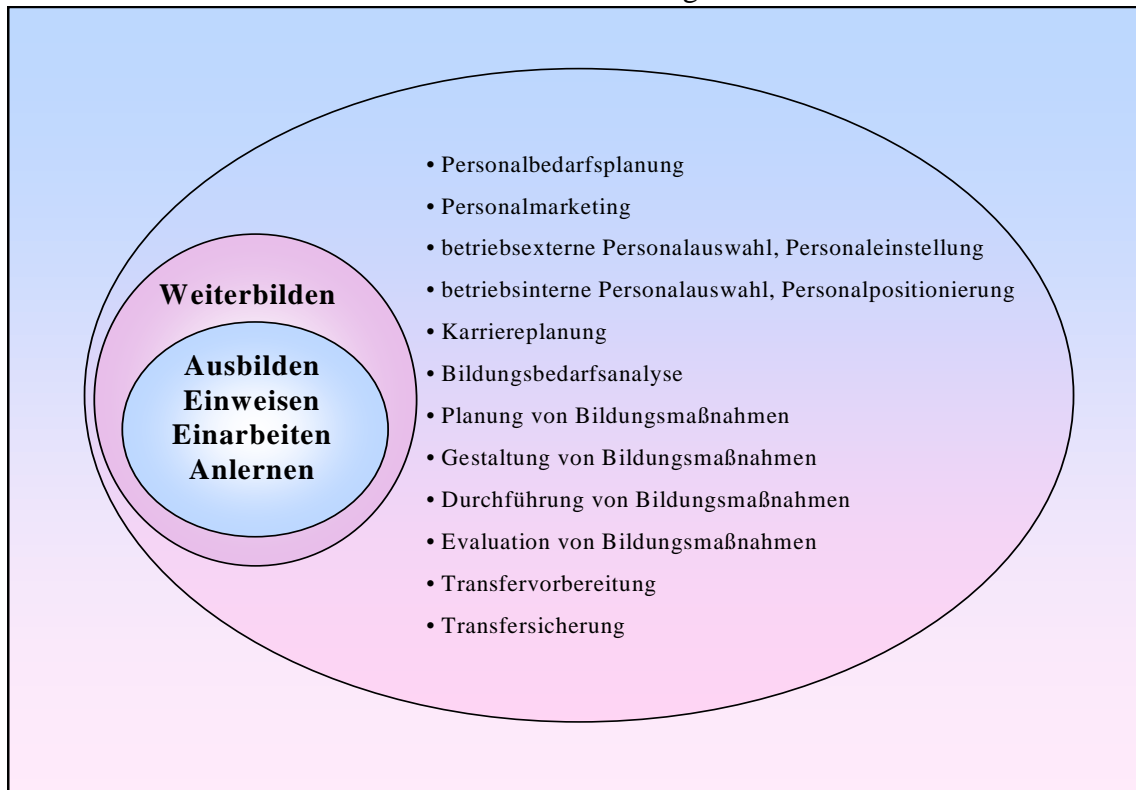 Weiterbilden
Ausbilden
Einweisen
Einarbeiten
Anlernen
• Personalbedarfsplanung
• Personalmarketing
• betriebsexterne Personalauswahl, Personaleinstellung
• betriebsinterne Personalauswahl, Personalpositionierung
• Karriereplanung
• Bildungsbedarfsanalyse
• Planung von Bildungsmaßnahmen
• Gestaltung von Bildungsmaßnahmen
• Durchführung von Bildungsmaßnahmen
• Evaluation von Bildungsmaßnahmen
• Transfervorbereitung
• Transfersicherung